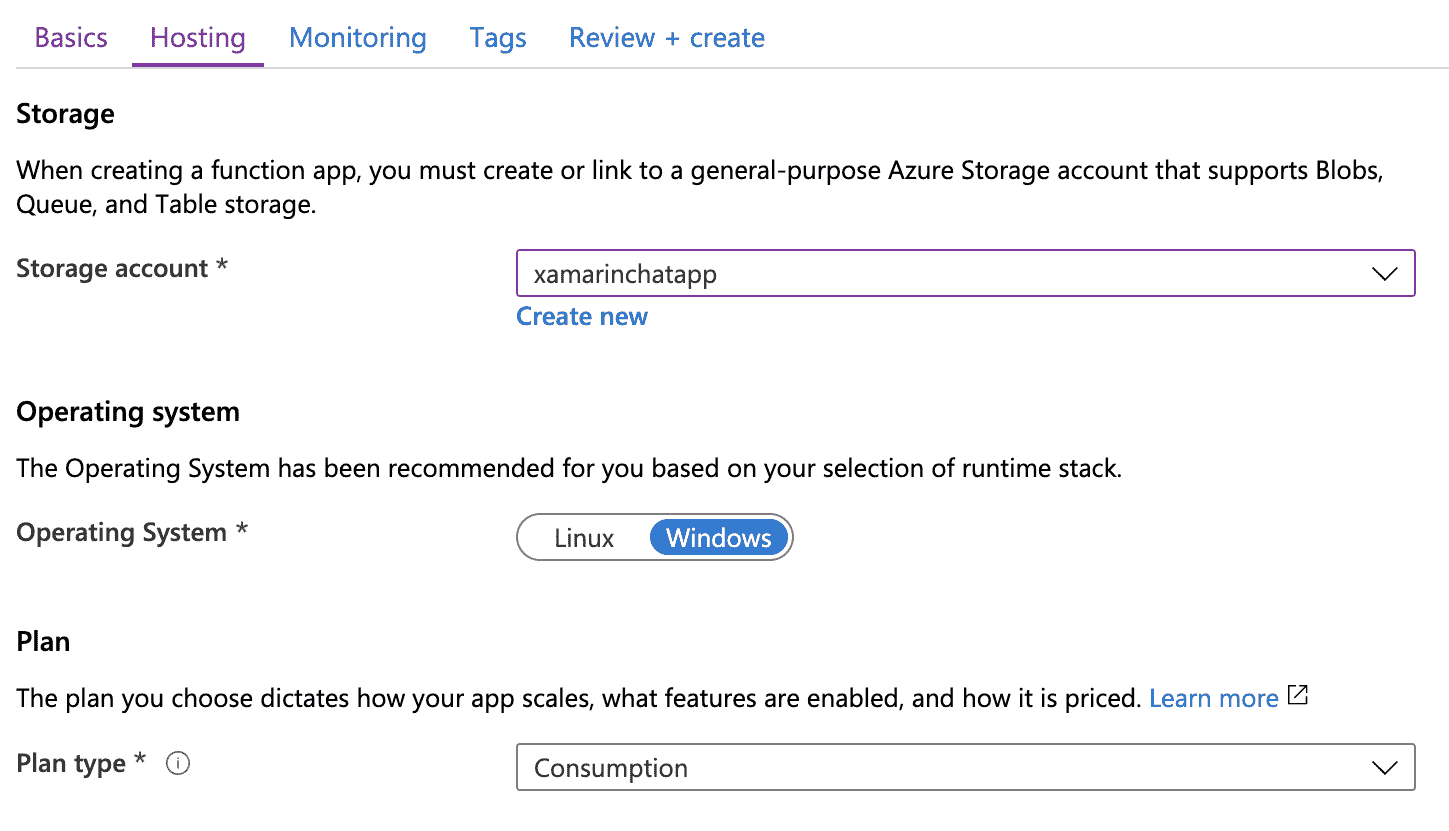 Basics Hosting Monitoring Tags Review + create
Storage
When creating a function app, you must create or link to a general-purpose Azure Storage account that supports Blobs,
Queue, and Table storage.
Storage account * xamarinchatapp
Create new
Operating system
The Operating System has been recommended for you based on your selection of runtime stack.
Operating System * Linux Windows
Plan
The plan you choose dictates how your app scales, what features are enabled, and how it is priced. Learn more
Plan type * Consumption